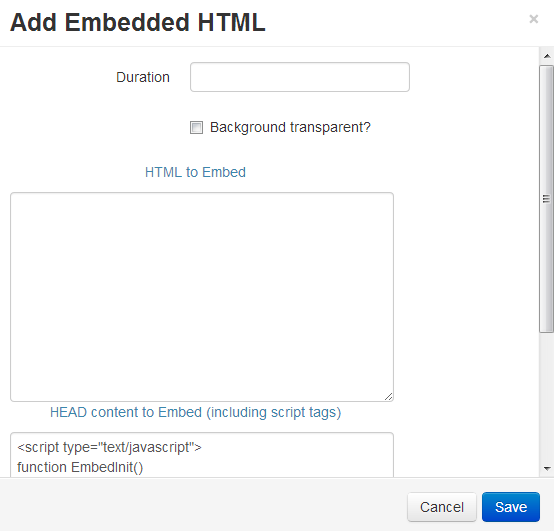 Add Embedded HTML
×
Duration
Background transparent?
HTML to Embed
HEAD content to Embed (including script tags)
<script type="text/javascript">
function EmbedInit()
Cancel
Save